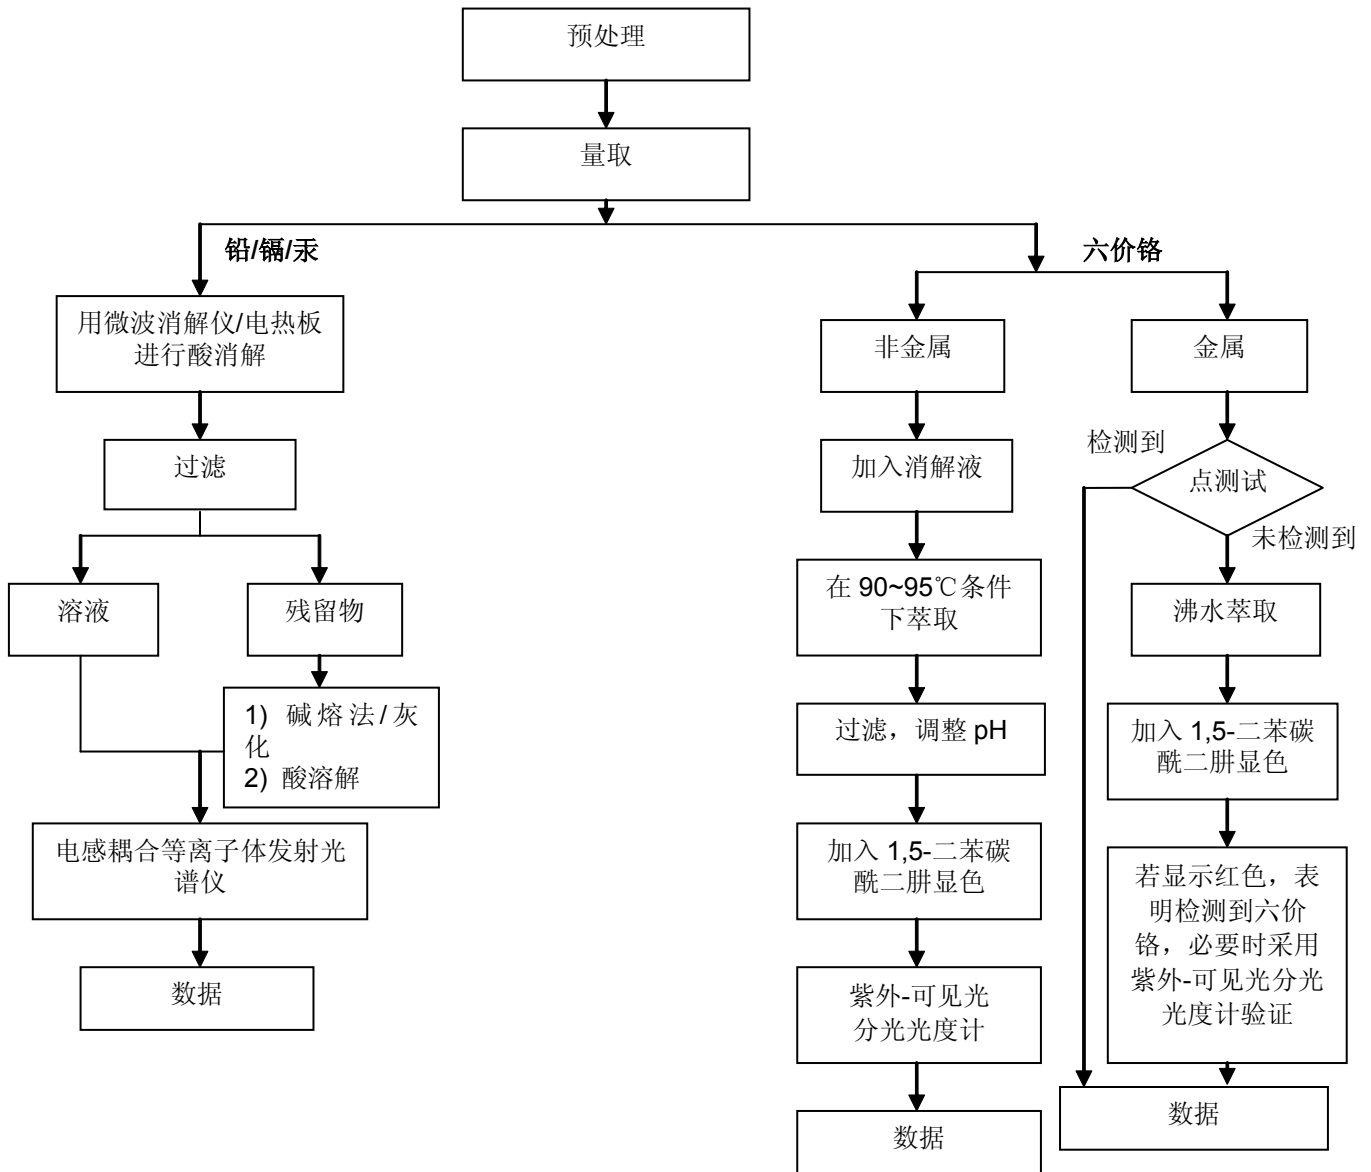 预处理
量取
铅/镉/汞
六价铬
用微波消解仪/电热板
进行酸消解
过滤
溶液
残留物
1) 碱熔法/灰
化
2) 酸溶解
电感耦合等离子体发射光
谱仪
数据
非金属
加入消解液
在 90~95℃条件
下萃取
过滤，调整 pH
加入 1,5-二苯碳
酰二肼显色
紫外-可见光
分光光度计
数据
金属
检测到
点测试
未检测到
沸水萃取
加入 1,5-二苯碳
酰二肼显色
若显示红色，表
明检测到六价
铬，必要时采用
紫外-可见光分光
光度计验证
数据